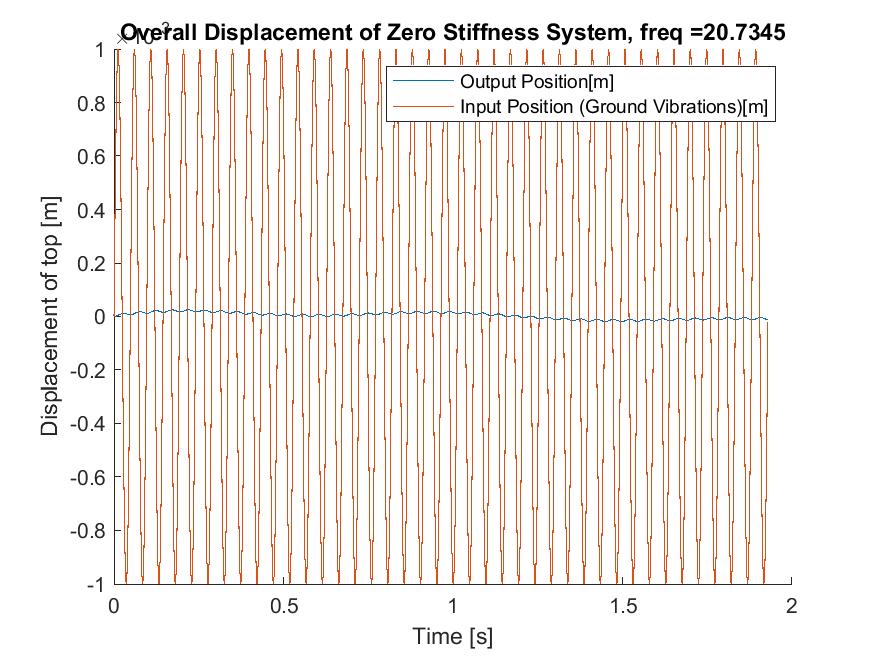 Overall Displacement of Zero Stiffness System, freq =20.7345
×10-3
Output Position[m]
Input Position (Ground Vibrations)[m]
1
0.8
0.6
0.4
0.2
0
-0.2
-0.4
-0.6
-0.8
-1
Displacement of top [m]
0 0.5 1 1.5 2
Time [s]